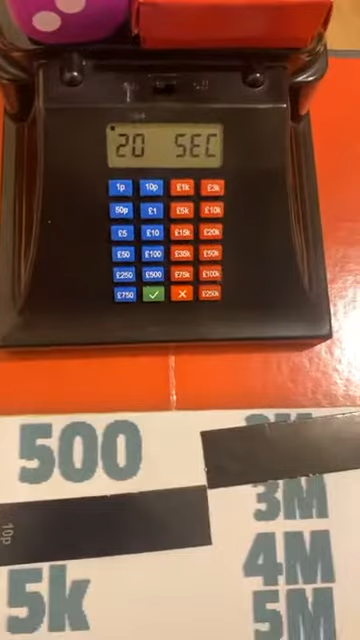 20 SEC
1p 10p £1k £3k
50p £1 £5k £10k
£5 £10 £15k £20k
£50 £100 £35k £50k
£250 £500 £75k £100k
£750 ✓ X £250k
500
3M
10p
4M
5k
5M